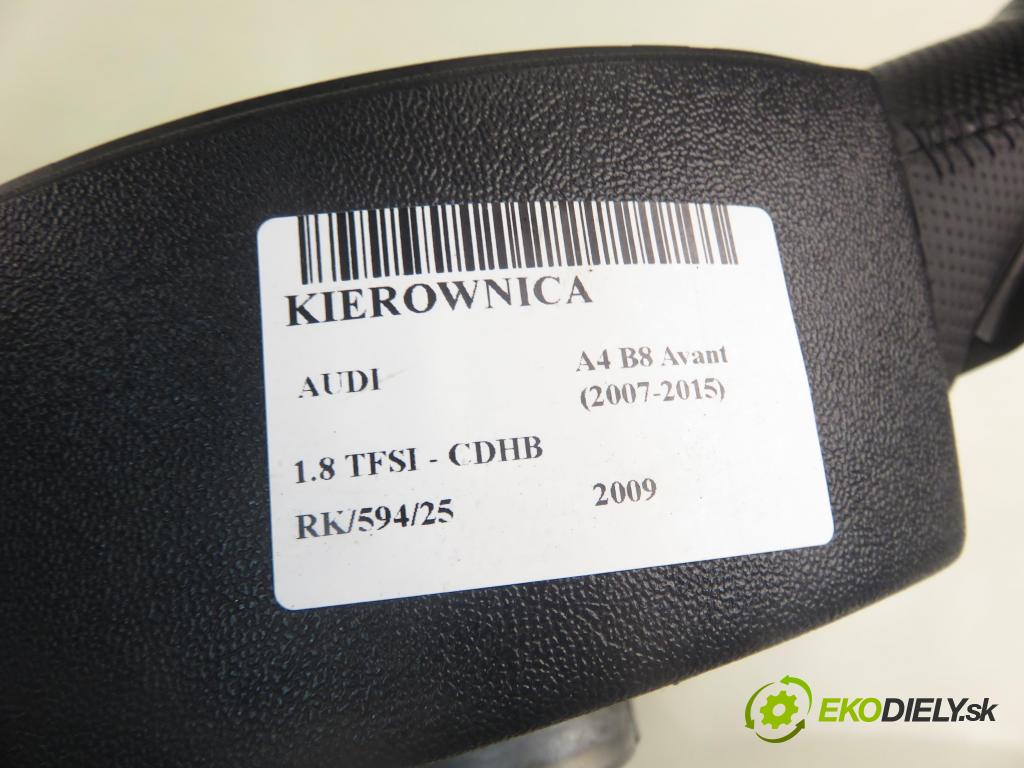 KIEROWNICA
AUDI
A4 B8 Avant
(2007-2015)
1.8 TFSI - CDHB
RK/594/25
2009
EKODIELY.sk